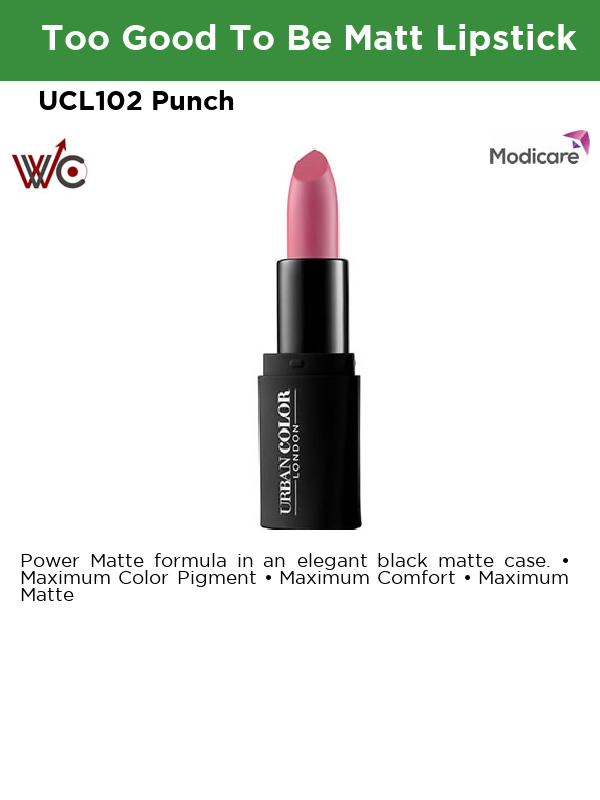 Too Good To Be Matt Lipstick
UCL102 Punch
WC
Modicare
URBAN COLOR
LONDON
Power Matte formula in an elegant black matte case. •
Maximum Color Pigment • Maximum Comfort • Maximum
Matte